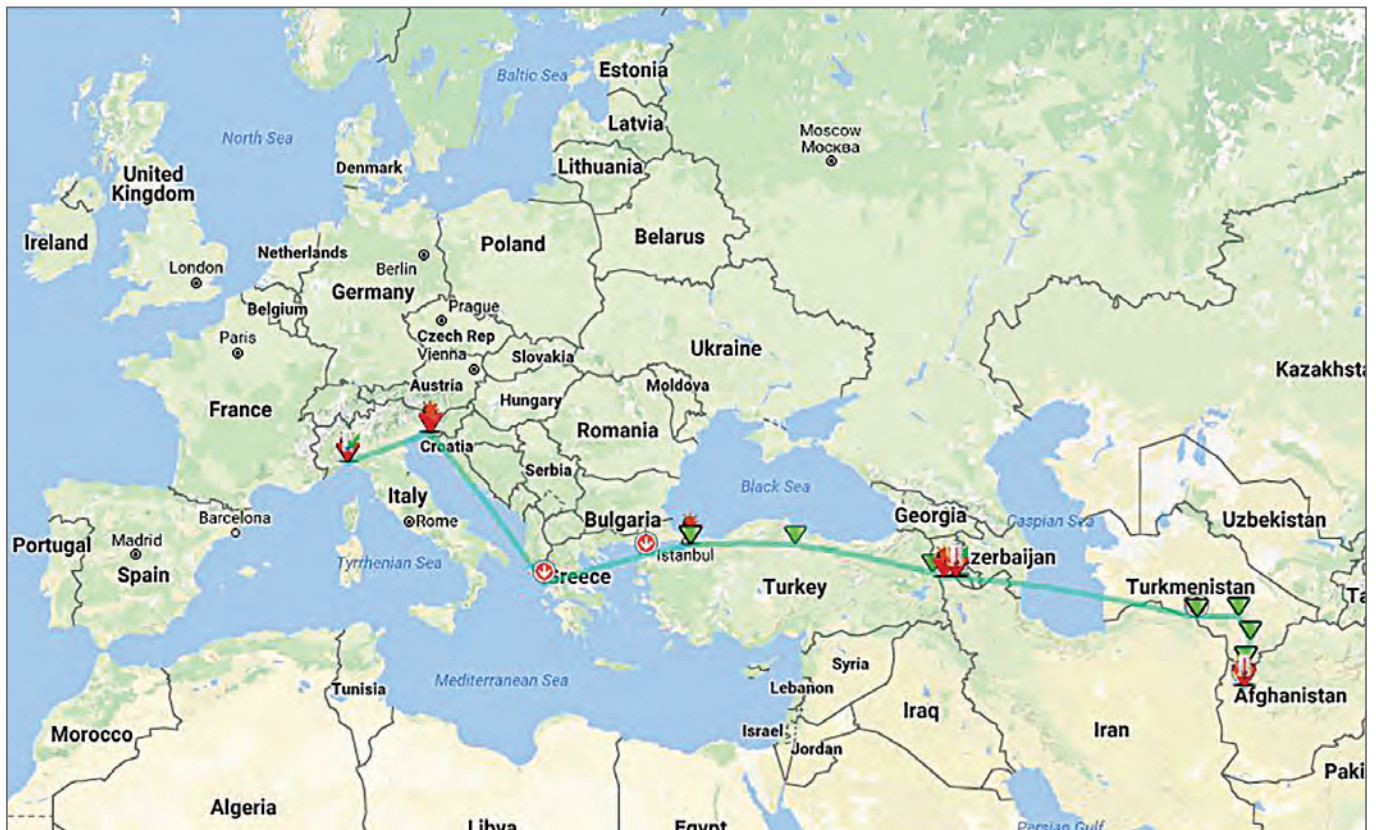 Baltic Sea
Estonia
North Sea
Latvia
Moscow
Москва
Denmark
Lithuania
United
Kingdom
Ireland
Netherlands
Poland
Belarus
London
Berlin
Germany
Belgium
Prague
Paris
Czech Rep
Vienna
Slovakia
Ukraine
Kazakhsta
Austria
Moldova
Hungary
France
Romania
Croatia
Serbia
Italy
Black Sea
Barcelona
Rome
Bulgaria
Georgia
Caspian Sea
Uzbekistan
Portugal
Madrid
Spain
Tyrrhenian Sea
Istanbul
zerbaijan
Greece
Turkey
Turkmenistan
Ta
Syria
Mediterranean Sea
Tunisia
Lebanon
Afghanistan
Iraq
Iran
Morocco
Israel
Jordan
Paki
Algeria
Libya
Egypt
Persian Gulf